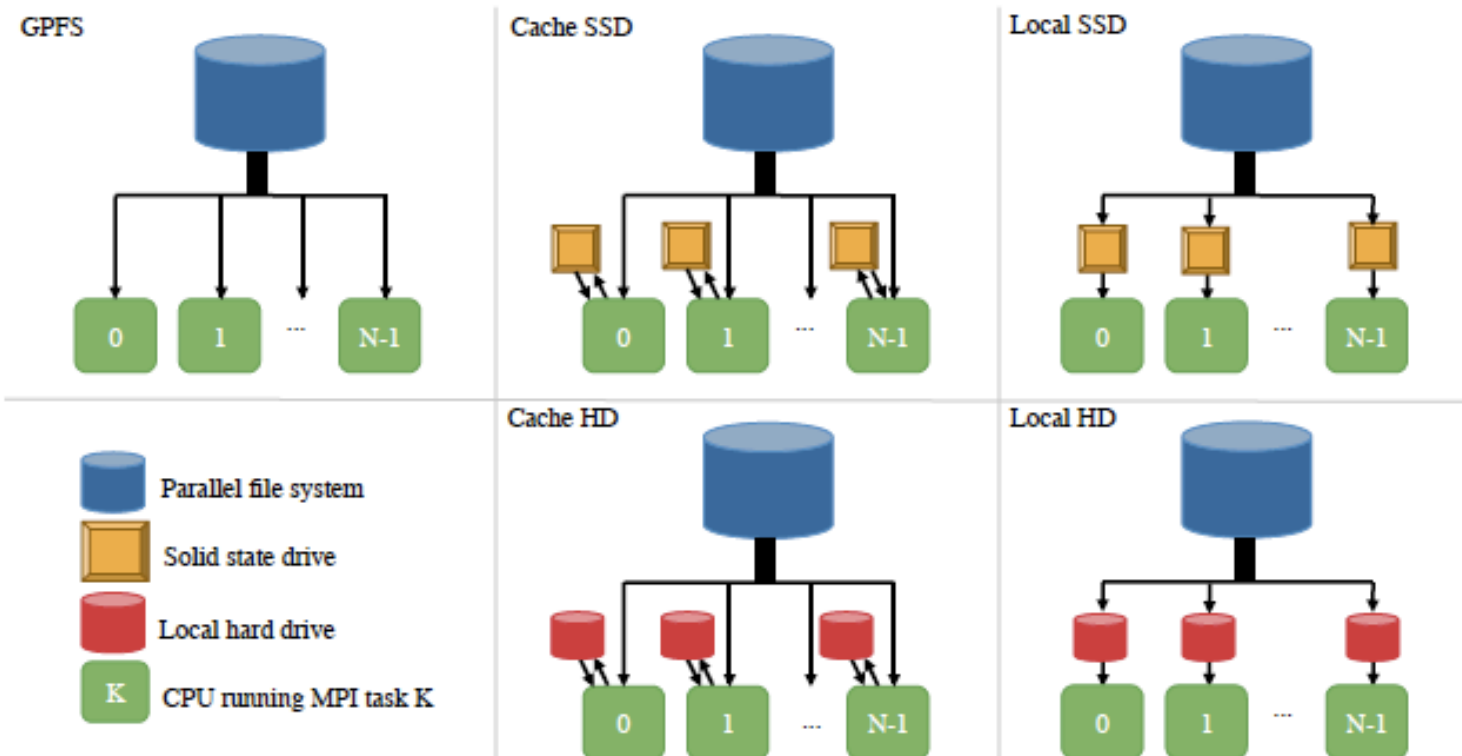 GPFS
0
1
...
N-1
Cache SSD
0
1
...
N-1
Local SSD
0
1
...
N-1
Parallel file system
Solid state drive
Local hard drive
K
CPU running MPI task K
Cache HD
0
1
...
N-1
Local HD
0
1
...
N-1